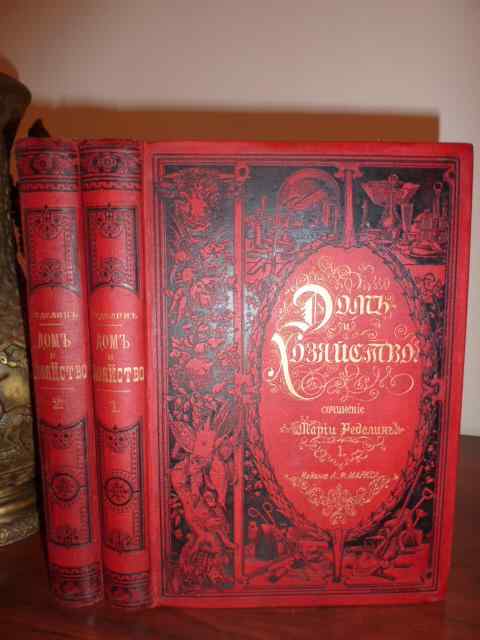 РЕДЕЛИНЪ.
ДОМЪ
и
ХОЗЯЙСТВО
2.
РЕДЕЛИНЪ.
ДОМЪ
и
ХОЗЯЙСТВО
1.
Домъ
и
Хозяйство.
СОЧИНЕНІЕ
Маріи Ределинъ
I.
Изданіе А.Ф. МАРКСА